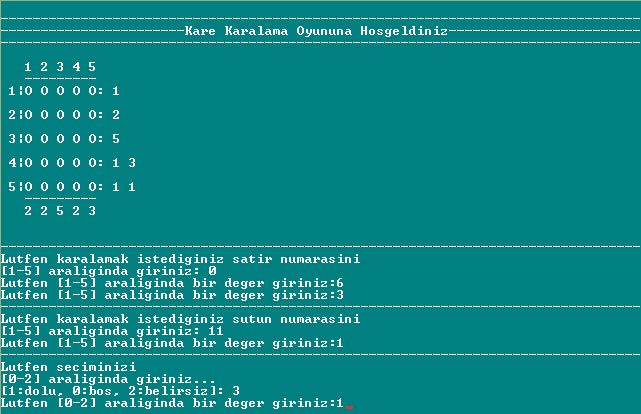 --------------------------------------------------------------------------------
-----------------------Kare Karalama Oyununa Hosgeldiniz------------------------
--------------------------------------------------------------------------------
1 2 3 4 5
---------
1|0 0 0 0 0: 1
2|0 0 0 0 0: 2
3|0 0 0 0 0: 5
4|0 0 0 0 0: 1 3
5|0 0 0 0 0: 1 1
---------
2 2 5 2 3
--------------------------------------------------------------------------------
Lutfen karalamak istediginiz satir numarasini
[1-5] araliginda giriniz: 0
Lutfen [1-5] araliginda bir deger giriniz:6
Lutfen [1-5] araliginda bir deger giriniz:3
--------------------------------------------------------------------------------
Lutfen karalamak istediginiz sutun numarasini
[1-5] araliginda giriniz: 11
Lutfen [1-5] araliginda bir deger giriniz:1
--------------------------------------------------------------------------------
Lutfen seciminizi
[0-2] araliginda giriniz...
[1:dolu, 0:bos, 2:belirsiz]: 3
Lutfen [0-2] araliginda bir deger giriniz:1